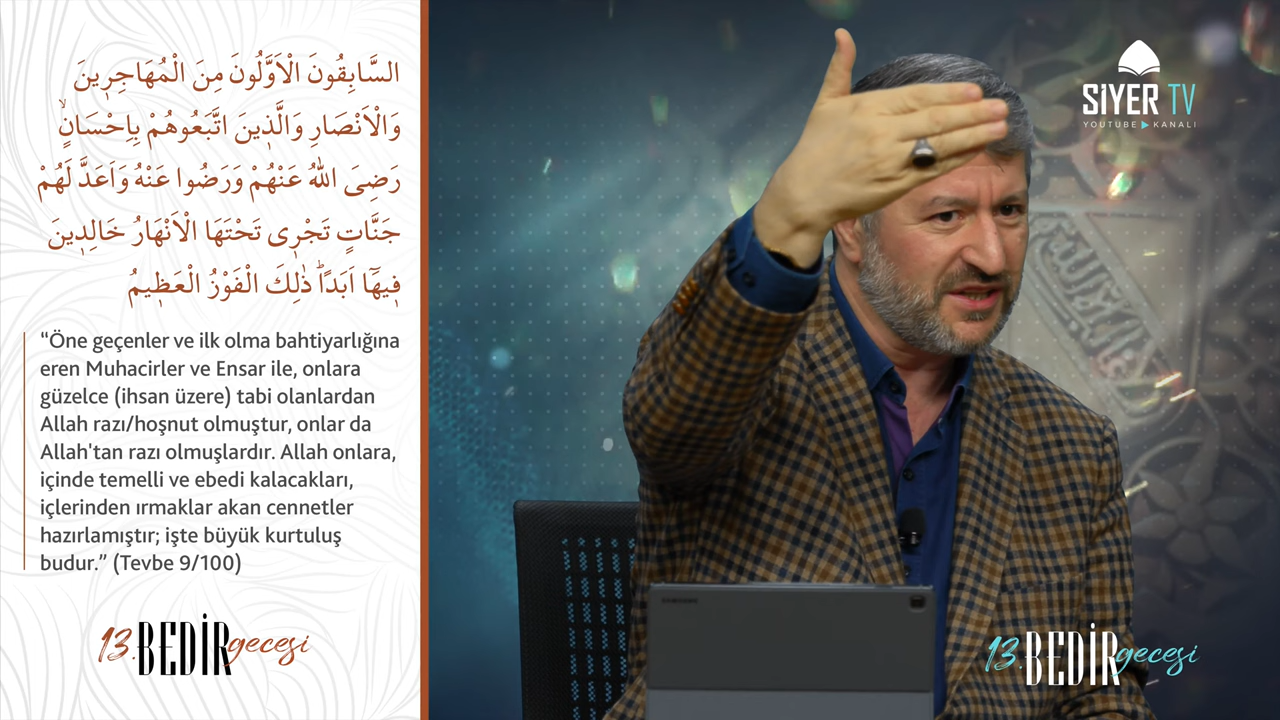 السَّابِقُونَ الْاَوَّلُونَ مِنَ الْمُهَاجِرٖينَ
وَالْاَنْصَارِ وَالَّذٖينَ اتَّبَعُوهُمْ بِاِحْسَانٍۙ
رَضِىَ اللّٰهُ عَنْهُمْ وَرَضُوا عَنْهُ وَاَعَدَّ لَهُمْ
جَنَّاتٍ تَجْرٖى تَحْتَهَا الْاَنْهَارُ خَالِدٖينَ
فٖيهَٓا اَبَدًاؕ ذٰلِكَ الْفَوْزُ الْعَظٖيمُ
“Öne geçenler ve ilk olma bahtiyarlığına
eren Muhacirler ve Ensar ile, onlara
güzelce (ihsan üzere) tabi olanlardan
Allah razı/hoşnut olmuştur, onlar da
Allah'tan razı olmuşlardır. Allah onlara,
içinde temelli ve ebedi kalacakları,
içlerinden ırmaklar akan cennetler
hazırlamıştır; işte büyük kurtuluş
budur.” (Tevbe 9/100)
13.BEDİR gecesi
SİYER TV
YOUTUBE KANALI
SAMSUNG
13.BEDİR gecesi